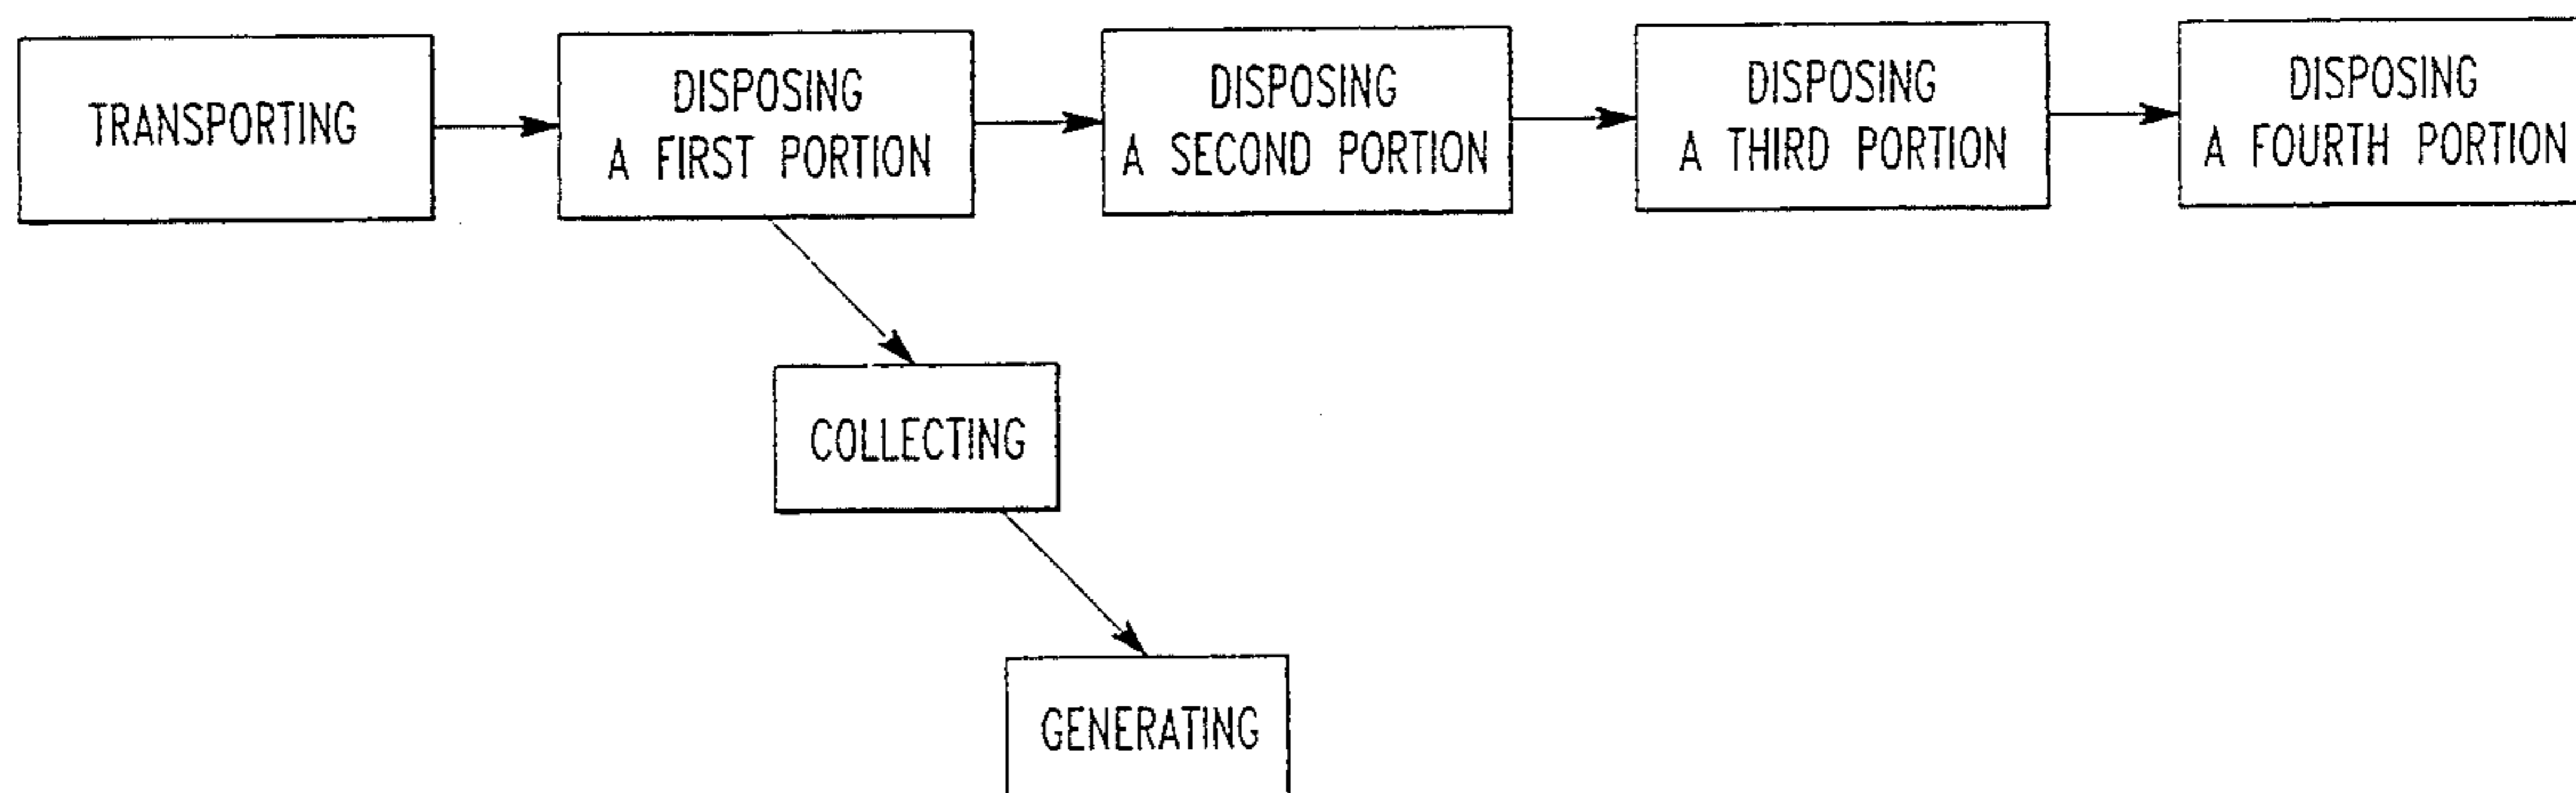 TRANSPORTING
DISPOSING
A FIRST PORTION
DISPOSING
A SECOND PORTION
DISPOSING
A THIRD PORTION
DISPOSING
A FOURTH PORTION
COLLECTING
GENERATING